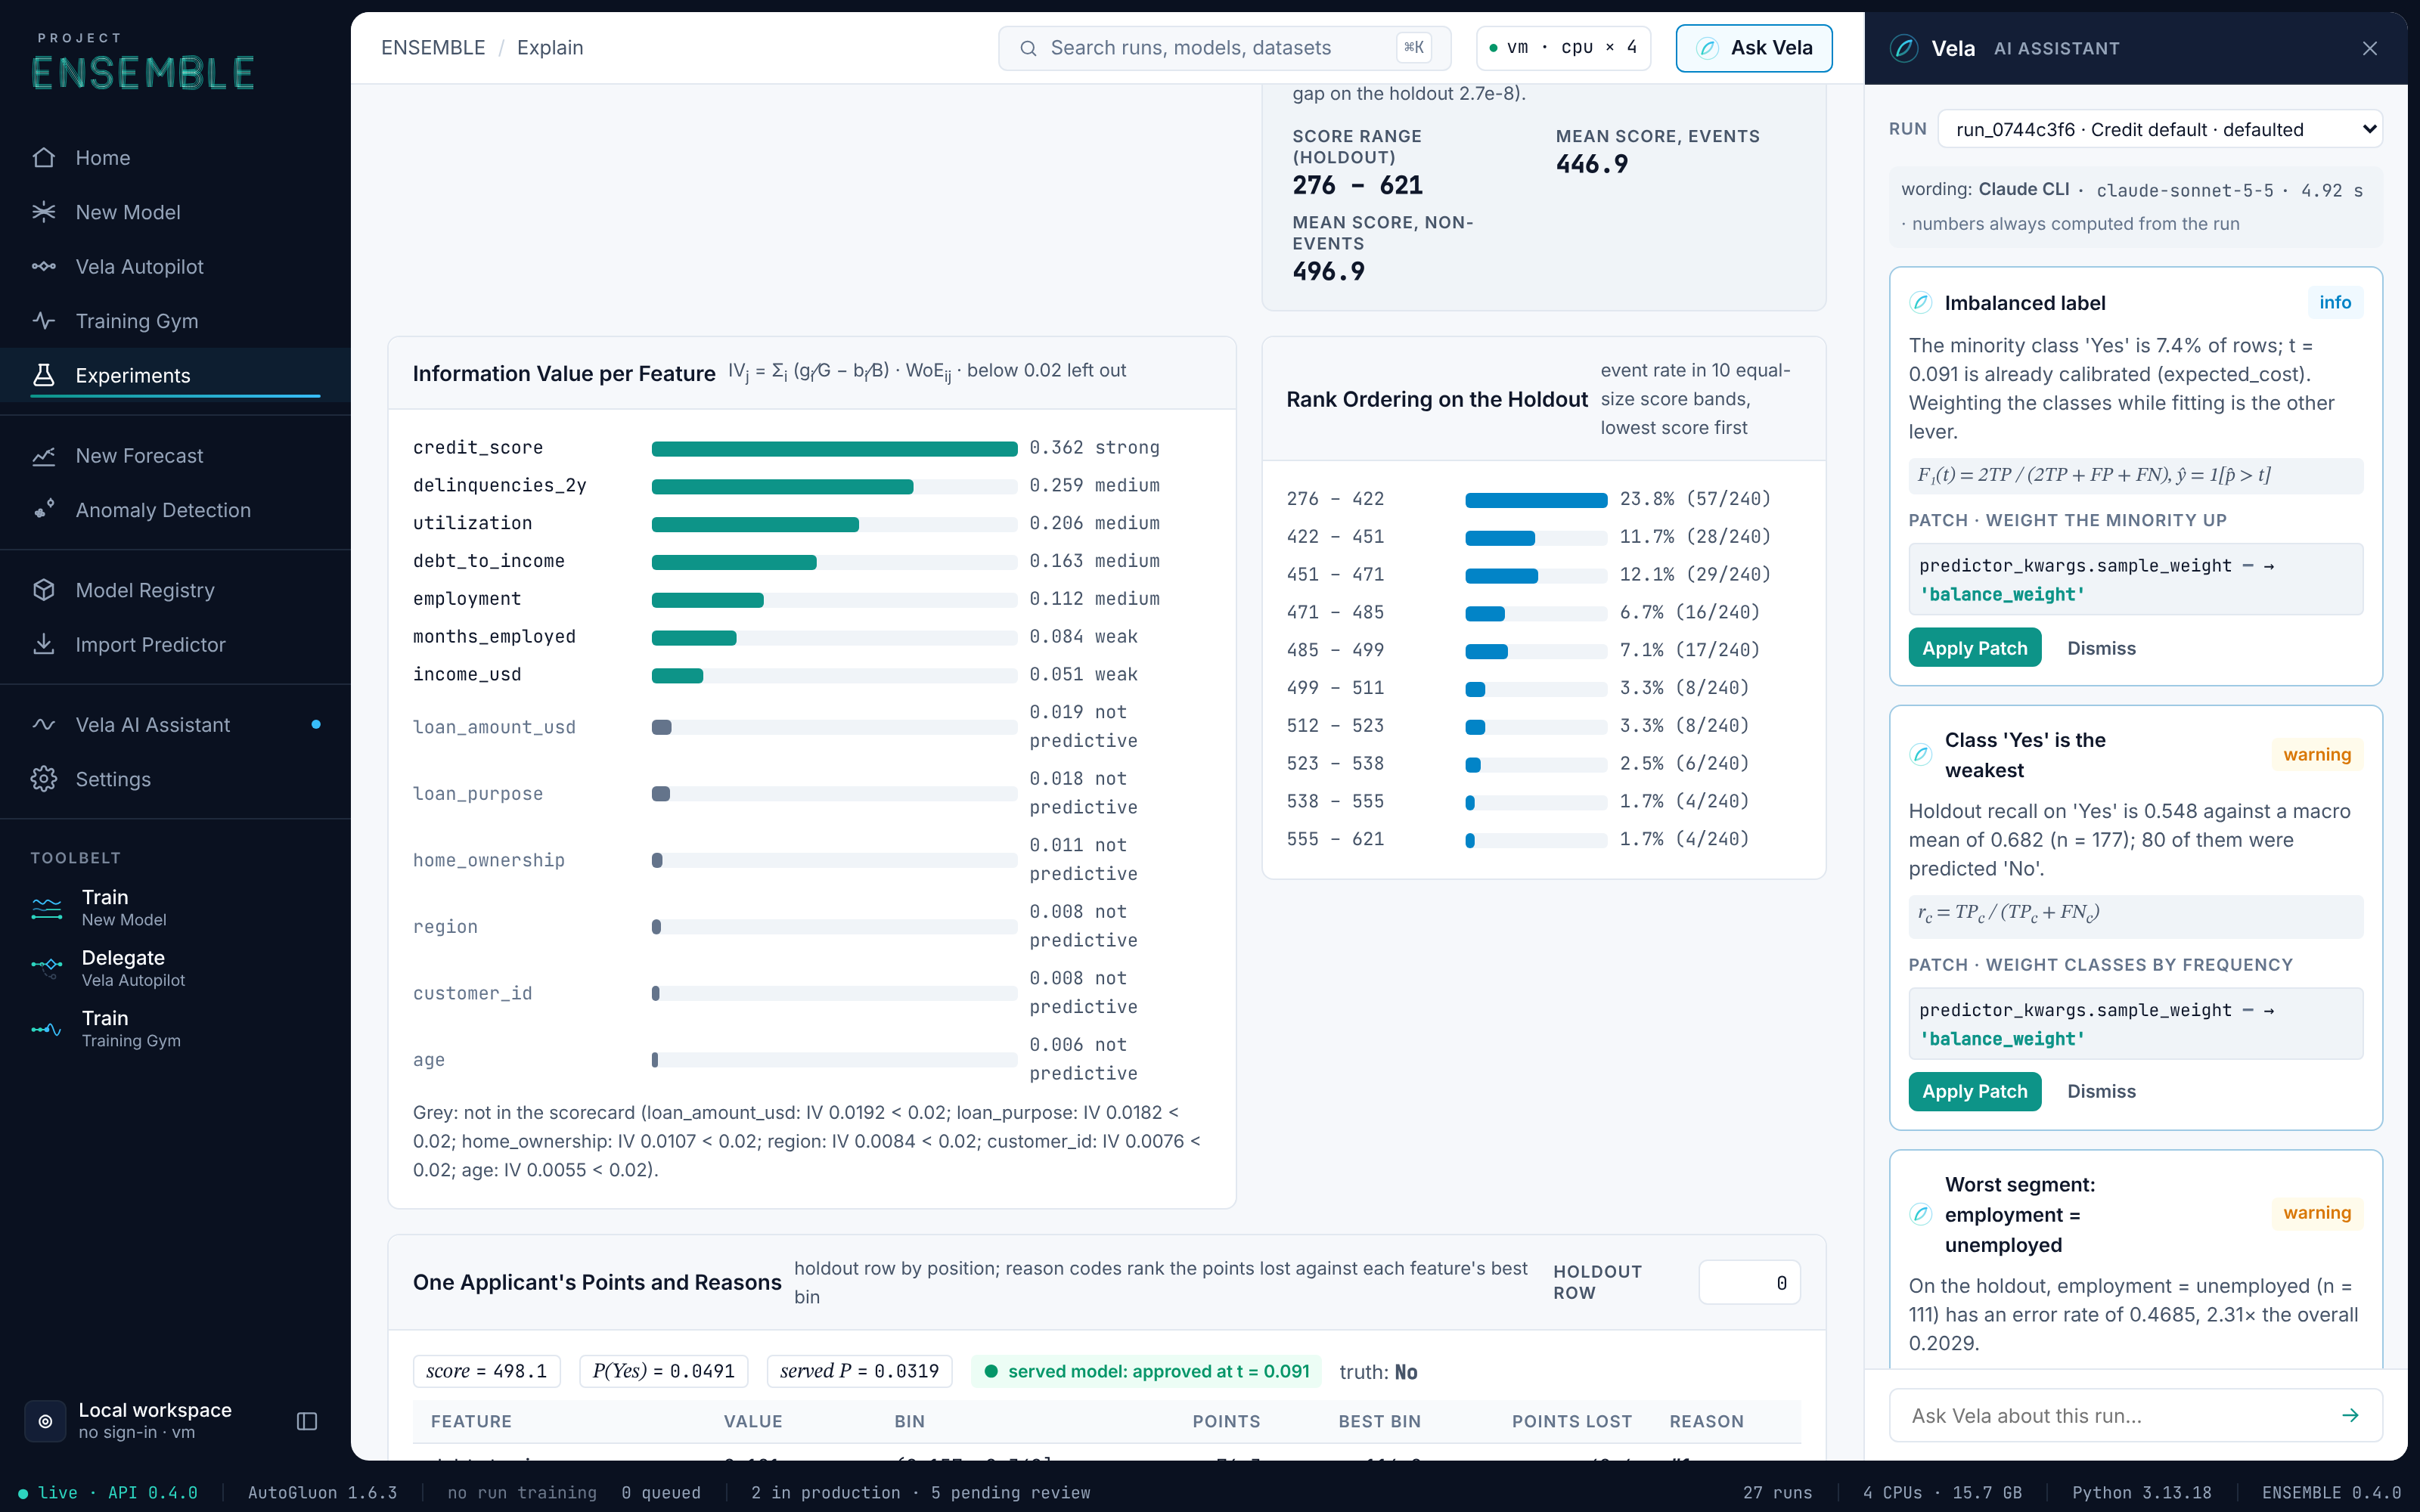 PROJECT
ENSEMBLE
Home
New Model
Vela Autopilot
Training Gym
Experiments
New Forecast
Anomaly Detection
Model Registry
Import Predictor
Vela AI Assistant
Settings
TOOLBELT
Train
New Model
Delegate
Vela Autopilot
Train
Training Gym
Local workspace
no sign-in · vm
ENSEMBLE / Explain
Search runs, models, datasets ⌘K
vm · cpu × 4
Ask Vela
gap on the holdout 2.7e-8).
SCORE RANGE (HOLDOUT)
276 – 621
MEAN SCORE, EVENTS
446.9
MEAN SCORE, NON-EVENTS
496.9
Information Value per Feature IVj = Σi (gi/G − bi/B) · WoEij · below 0.02 left out
credit_score 0.362 strong
delinquencies_2y 0.259 medium
utilization 0.206 medium
debt_to_income 0.163 medium
employment 0.112 medium
months_employed 0.084 weak
income_usd 0.051 weak
loan_amount_usd 0.019 not predictive
loan_purpose 0.018 not predictive
home_ownership 0.011 not predictive
region 0.008 not predictive
customer_id 0.008 not predictive
age 0.006 not predictive
Grey: not in the scorecard (loan_amount_usd: IV 0.0192 < 0.02; loan_purpose: IV 0.0182 <
0.02; home_ownership: IV 0.0107 < 0.02; region: IV 0.0084 < 0.02; customer_id: IV 0.0076 <
0.02; age: IV 0.0055 < 0.02).
Rank Ordering on the Holdout
event rate in 10 equal-
size score bands,
lowest score first
276 – 422 23.8% (57/240)
422 – 451 11.7% (28/240)
451 – 471 12.1% (29/240)
471 – 485 6.7% (16/240)
485 – 499 7.1% (17/240)
499 – 511 3.3% (8/240)
512 – 523 3.3% (8/240)
523 – 538 2.5% (6/240)
538 – 555 1.7% (4/240)
555 – 621 1.7% (4/240)
One Applicant's Points and Reasons
holdout row by position; reason codes rank the points lost against each feature's best
bin
HOLDOUT ROW 0
score = 498.1 P(Yes) = 0.0491 served P = 0.0319 served model: approved at t = 0.091 truth: No
FEATURE VALUE BIN POINTS BEST BIN POINTS LOST REASON
Vela AI ASSISTANT
RUN run_0744c3f6 · Credit default · defaulted
wording: Claude CLI · claude-sonnet-5-5 · 4.92 s
· numbers always computed from the run
Imbalanced label info
The minority class 'Yes' is 7.4% of rows; t =
0.091 is already calibrated (expected_cost).
Weighting the classes while fitting is the other
lever.
F1(t) = 2TP / (2TP + FP + FN), ŷ = 1[p̂ > t]
PATCH · WEIGHT THE MINORITY UP
predictor_kwargs.sample_weight — →
'balance_weight'
Apply Patch Dismiss
Class 'Yes' is the
weakest
warning
Holdout recall on 'Yes' is 0.548 against a macro
mean of 0.682 (n = 177); 80 of them were
predicted 'No'.
rc = TPc / (TPc + FNc)
PATCH · WEIGHT CLASSES BY FREQUENCY
predictor_kwargs.sample_weight — →
'balance_weight'
Apply Patch Dismiss
Worst segment:
employment =
unemployed
warning
On the holdout, employment = unemployed (n =
111) has an error rate of 0.4685, 2.31× the overall
0.2029.
Ask Vela about this run...
live · API 0.4.0 AutoGluon 1.6.3 no run training 0 queued 2 in production · 5 pending review 27 runs 4 CPUs · 15.7 GB Python 3.13.18 ENSEMBLE 0.4.0